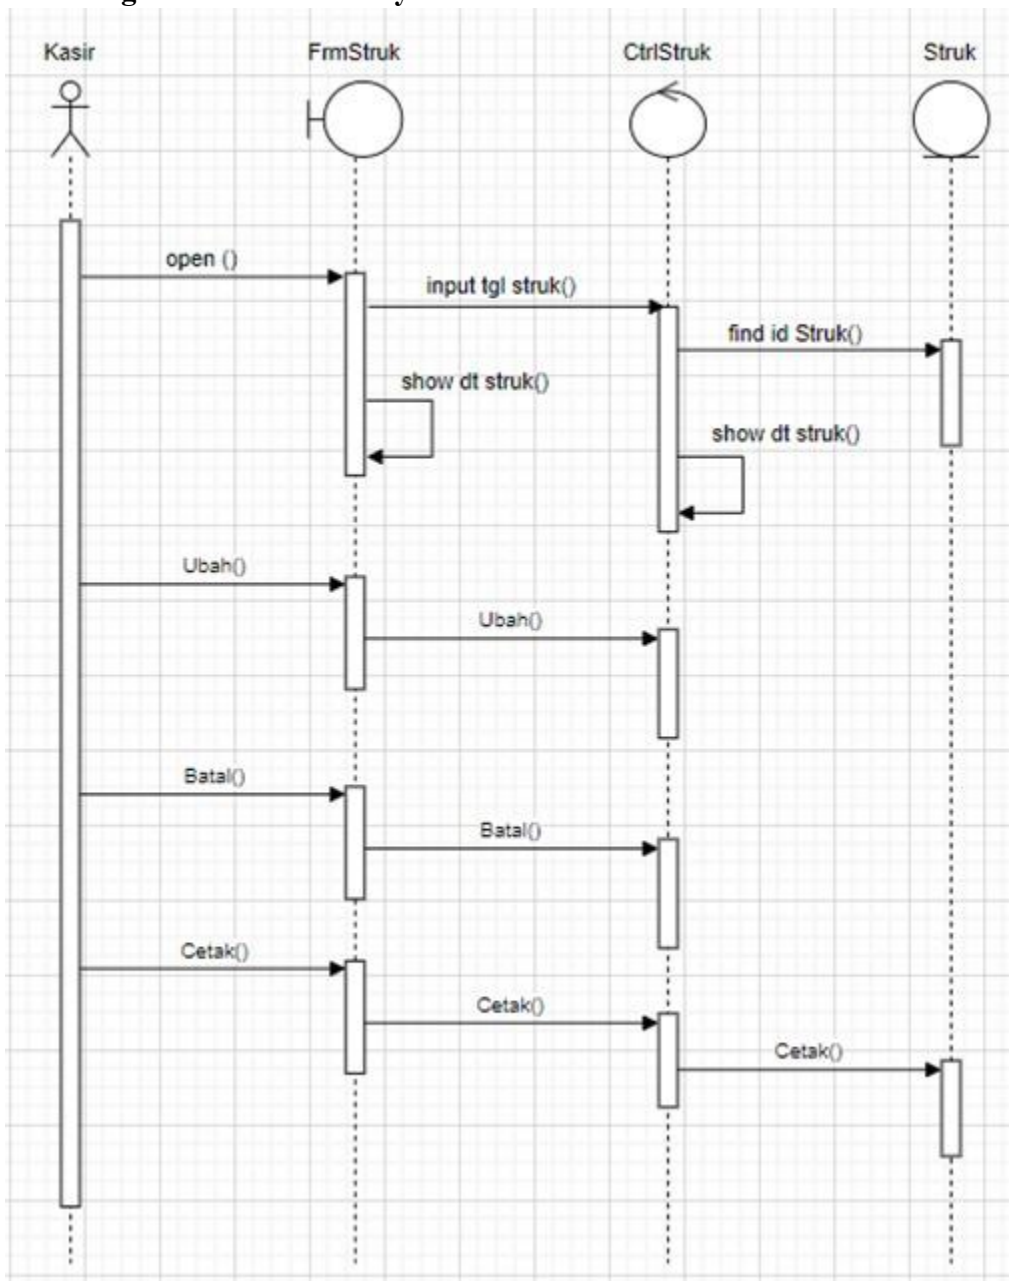 Kasir FrmStruk CtrlStruk Struk
open ()
input tgl struk()
find id Struk()
show dt struk()
show dt struk()
Ubah()
Ubah()
Batal()
Batal()
Cetak()
Cetak()
Cetak()